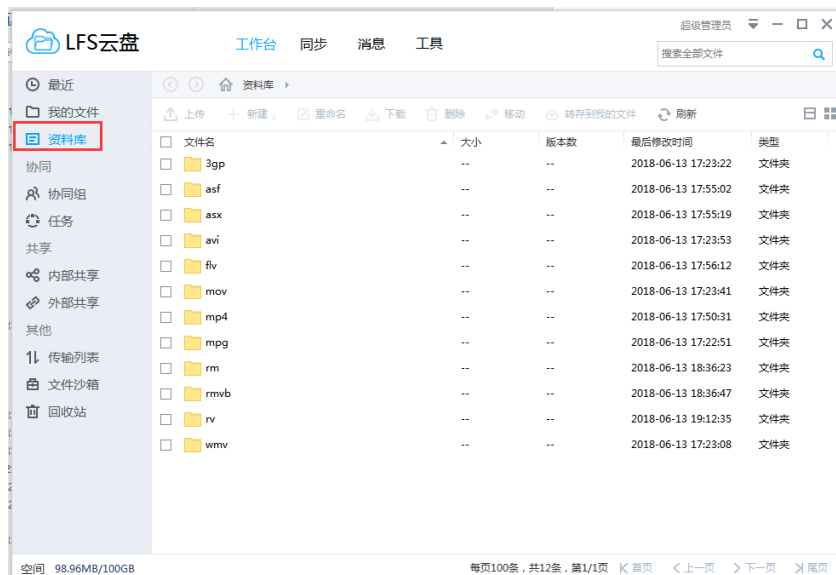 超级管理员
LFS云盘
工作台 同步 消息 工具
搜索全部文件
最近
我的文件
资料库
协同
协同组
任务
共享
内部共享
外部共享
其他
传输列表
文件沙箱
回收站
空间 98.96MB/100GB
资料库
上传 新建 重命名 下载 删除 移动 转存到我的文件 刷新
文件名 大小 版本数 最后修改时间 类型
3gp -- -- 2018-06-13 17:23:22 文件夹
asf -- -- 2018-06-13 17:55:02 文件夹
asx -- -- 2018-06-13 17:55:19 文件夹
avi -- -- 2018-06-13 17:23:53 文件夹
flv -- -- 2018-06-13 17:56:12 文件夹
mov -- -- 2018-06-13 17:23:41 文件夹
mp4 -- -- 2018-06-13 17:50:31 文件夹
mpg -- -- 2018-06-13 17:22:51 文件夹
rm -- -- 2018-06-13 18:36:23 文件夹
rmvb -- -- 2018-06-13 18:36:47 文件夹
rv -- -- 2018-06-13 19:12:35 文件夹
wmv -- -- 2018-06-13 17:23:08 文件夹
每页100条，共12条，第1/1页 首页 上一页 下一页 尾页